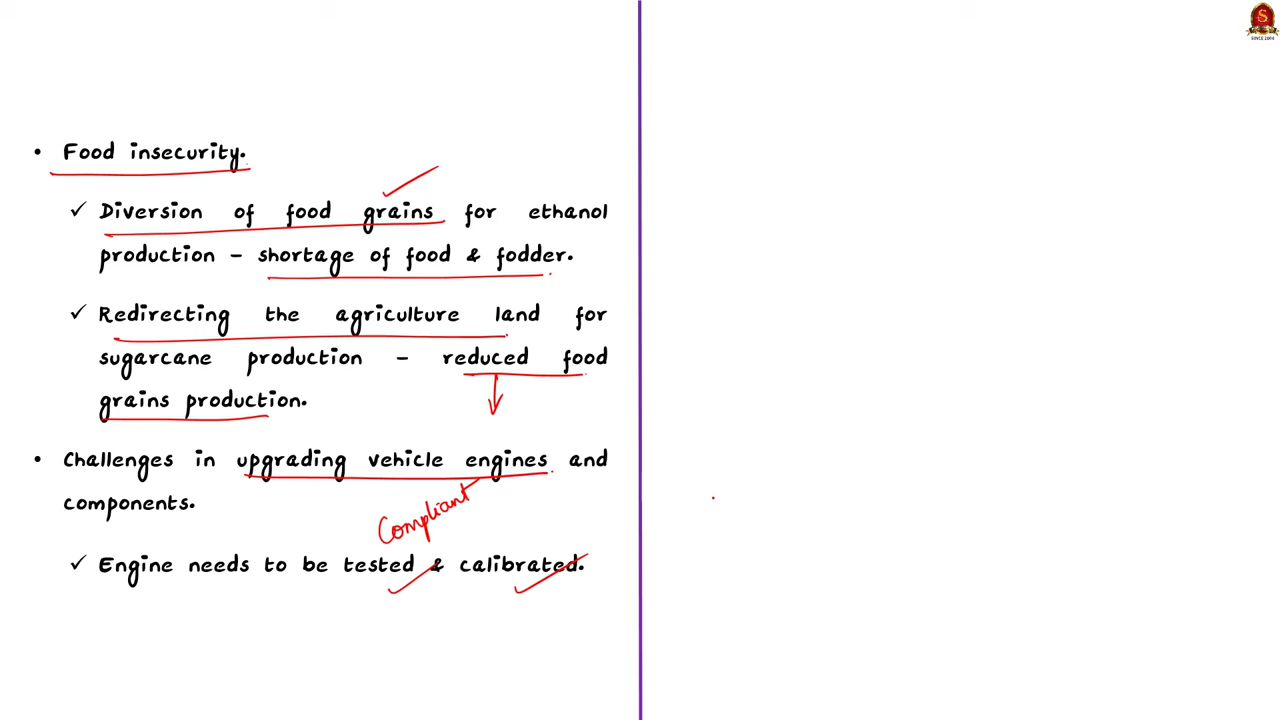 • Food insecurity.
✓ Diversion of food grains for ethanol
production – shortage of food & fodder.
✓ Redirecting the agriculture land for
sugarcane production – reduced food
grains production.
• Challenges in upgrading vehicle engines and
components.
Compliant
✓ Engine needs to be tested & calibrated.
S
SINCE 2004